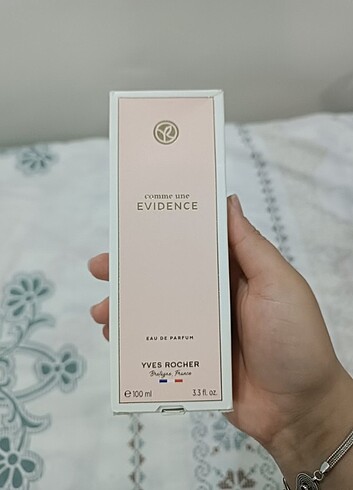 comme une
EVIDENCE
EAU DE PARFUM
YVES ROCHER
Bretagne, France
℮ 100 ml 3.3 fl. oz.